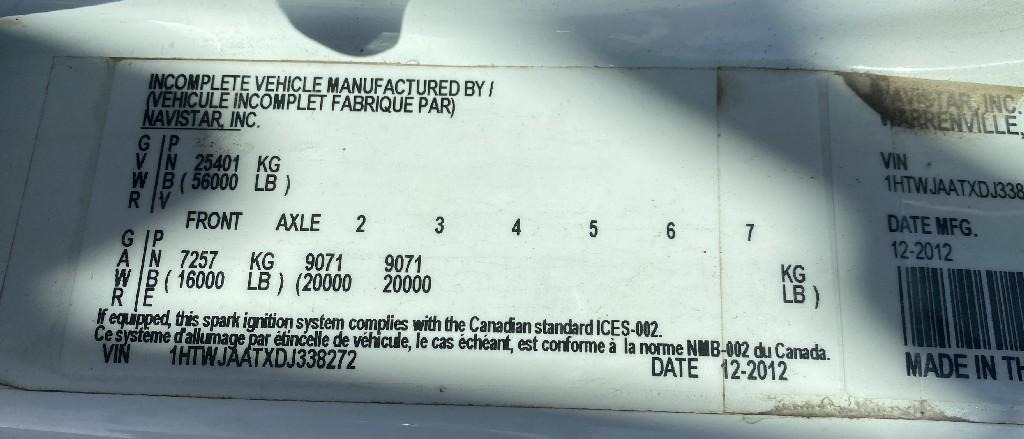 INCOMPLETE VEHICLE MANUFACTURED BY /
(VEHICULE INCOMPLET FABRIQUE PAR)
NAVISTAR, INC.
G / P
V / N 25401 KG
W / B ( 56000 LB )
R / V
FRONT AXLE 2 3 4 5 6 7
G / P
A / N 7257 KG 9071 9071 KG
W / B ( 16000 LB ) (20000 20000 LB )
R / E
If equipped, this spark ignition system complies with the Canadian standard ICES-002.
Ce système d'allumage par étincelle de véhicule, le cas échéant, est conforme à la norme NMB-002 du Canada.
VIN 1HTWJAATXDJ338272 DATE 12-2012
NAVISTAR, INC.
WARRENVILLE,
VIN
1HTWJAATXDJ338
DATE MFG.
12-2012
MADE IN TH